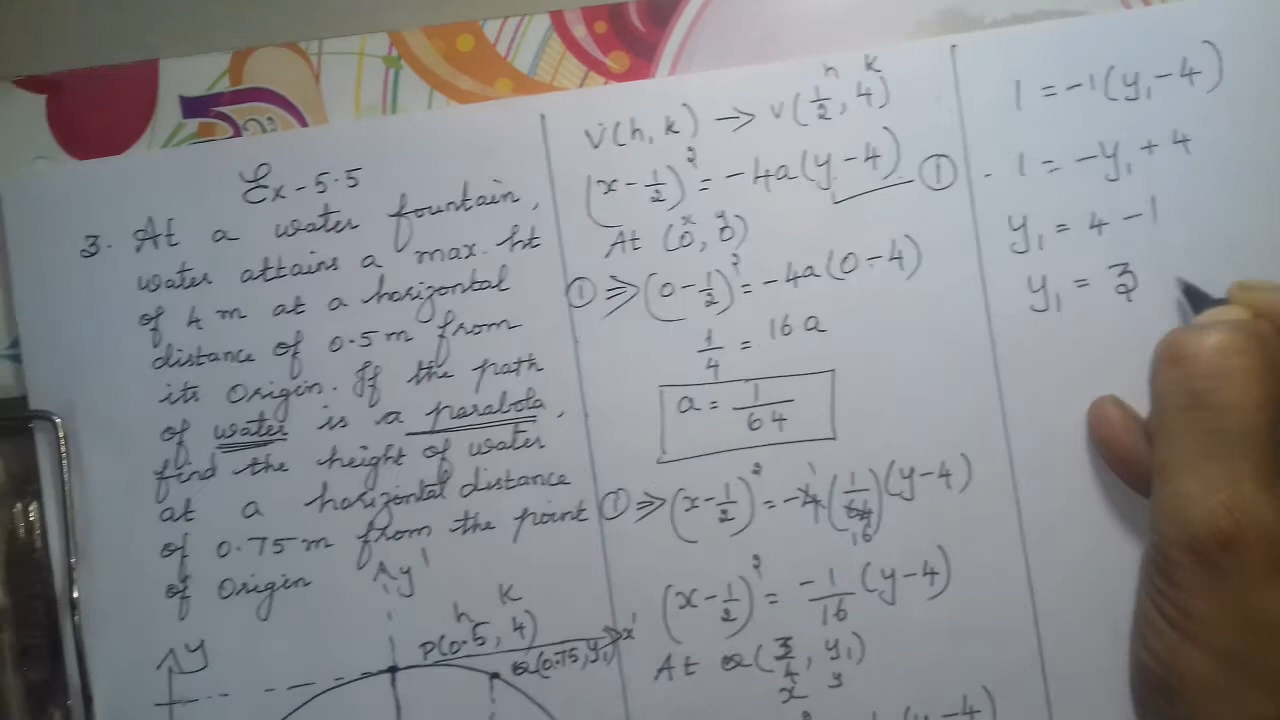 Ex - 5.5
3. At a water fountain,
water attains a max. ht
of 4 m at a horizontal
distance of 0.5 m from
its Origin. If the path
of water is a parabola,
find the height of water
at a horizontal distance
of 0.75 m from the point
of Origin
y'
h k
P(0.5, 4)
x'
Q(0.75, y₁)
y
h k
V(h, k) → V(1/2, 4)
(x - 1/2)² = -4a(y - 4) ①
x y
At (0, 0)
① ⇒ (0 - 1/2)² = -4a(0 - 4)
1/4 = 16a
a = 1/64
① ⇒ (x - 1/2)² = -4(1/64)(y - 4)
1
16
(x - 1/2)² = -1/16 (y - 4)
At Q(3/4, y₁)
x y
(y - 4)
1 = -1(y₁ - 4)
1 = -y₁ + 4
y₁ = 4 - 1
y₁ = 3